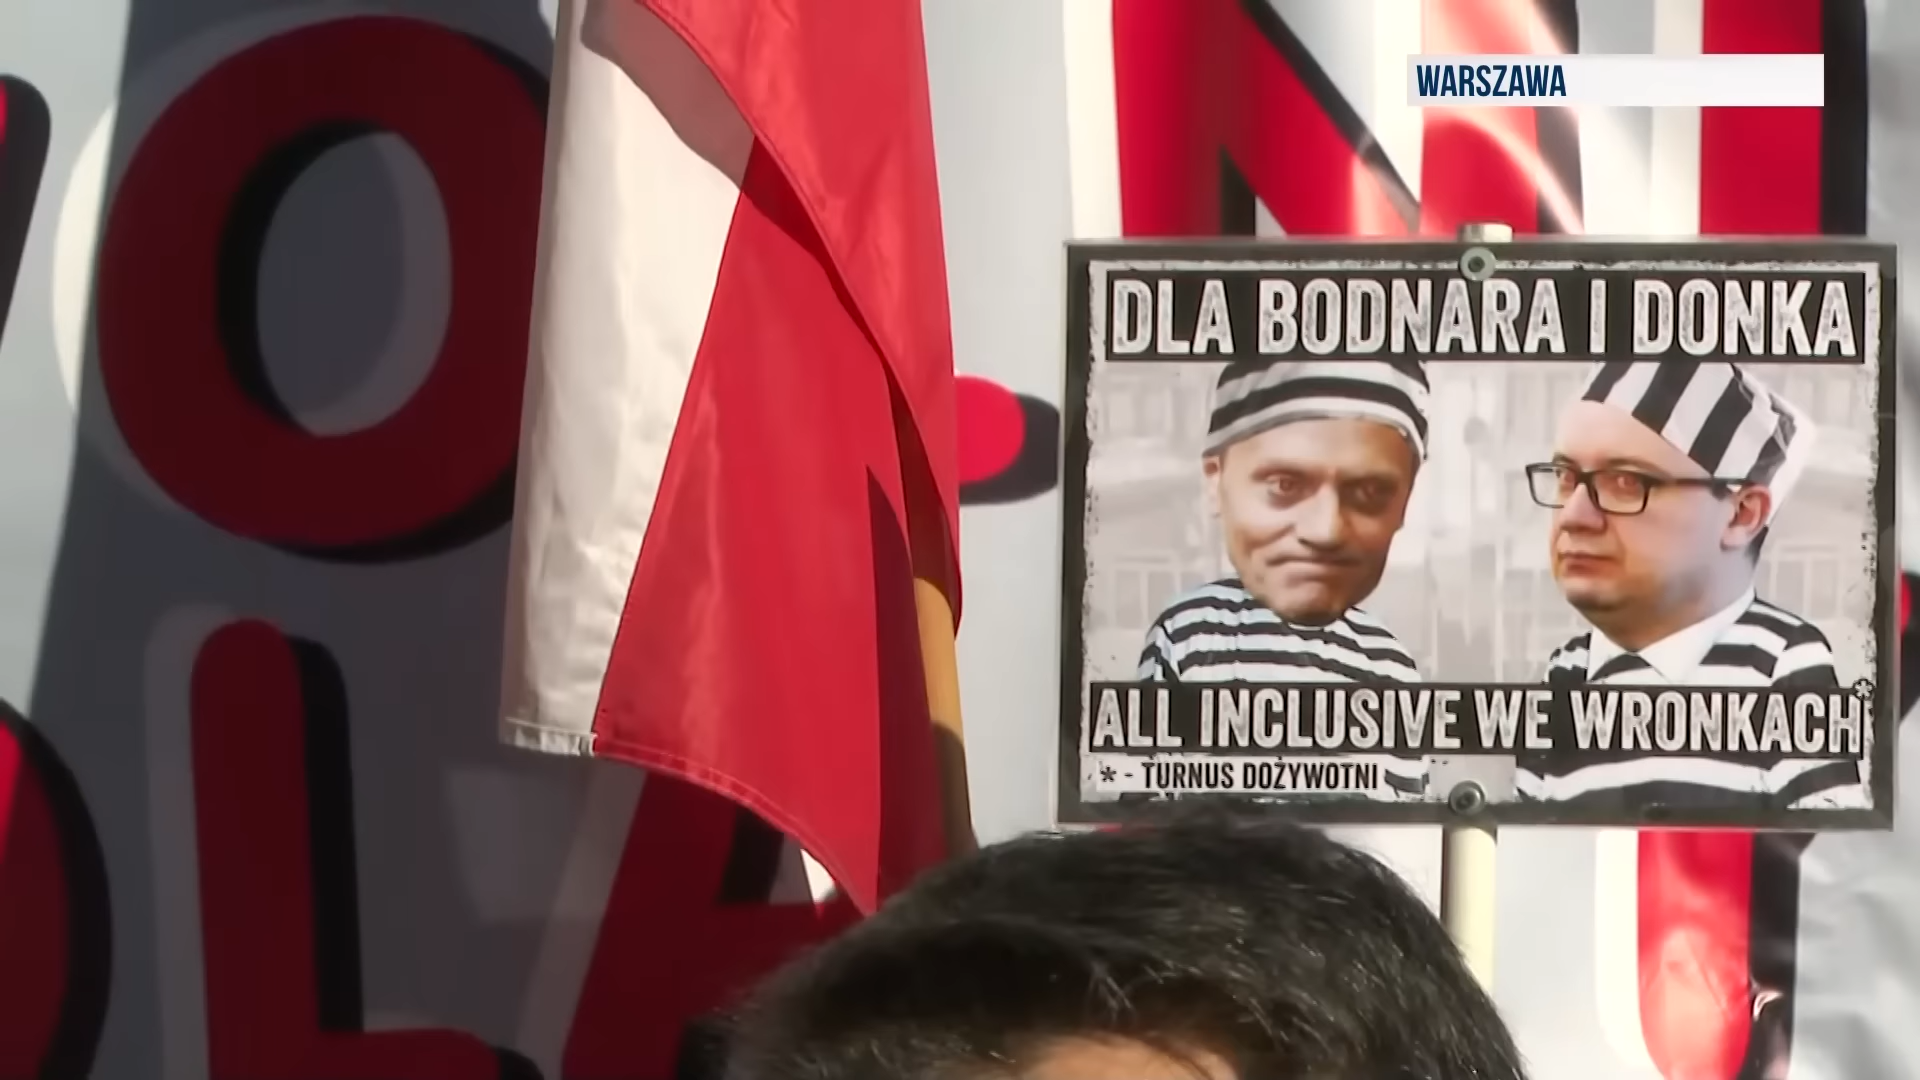 WARSZAWA
DLA BODNARA I DONKA
ALL INCLUSIVE WE WRONKACH*
* - TURNUS DOŻYWOTNI